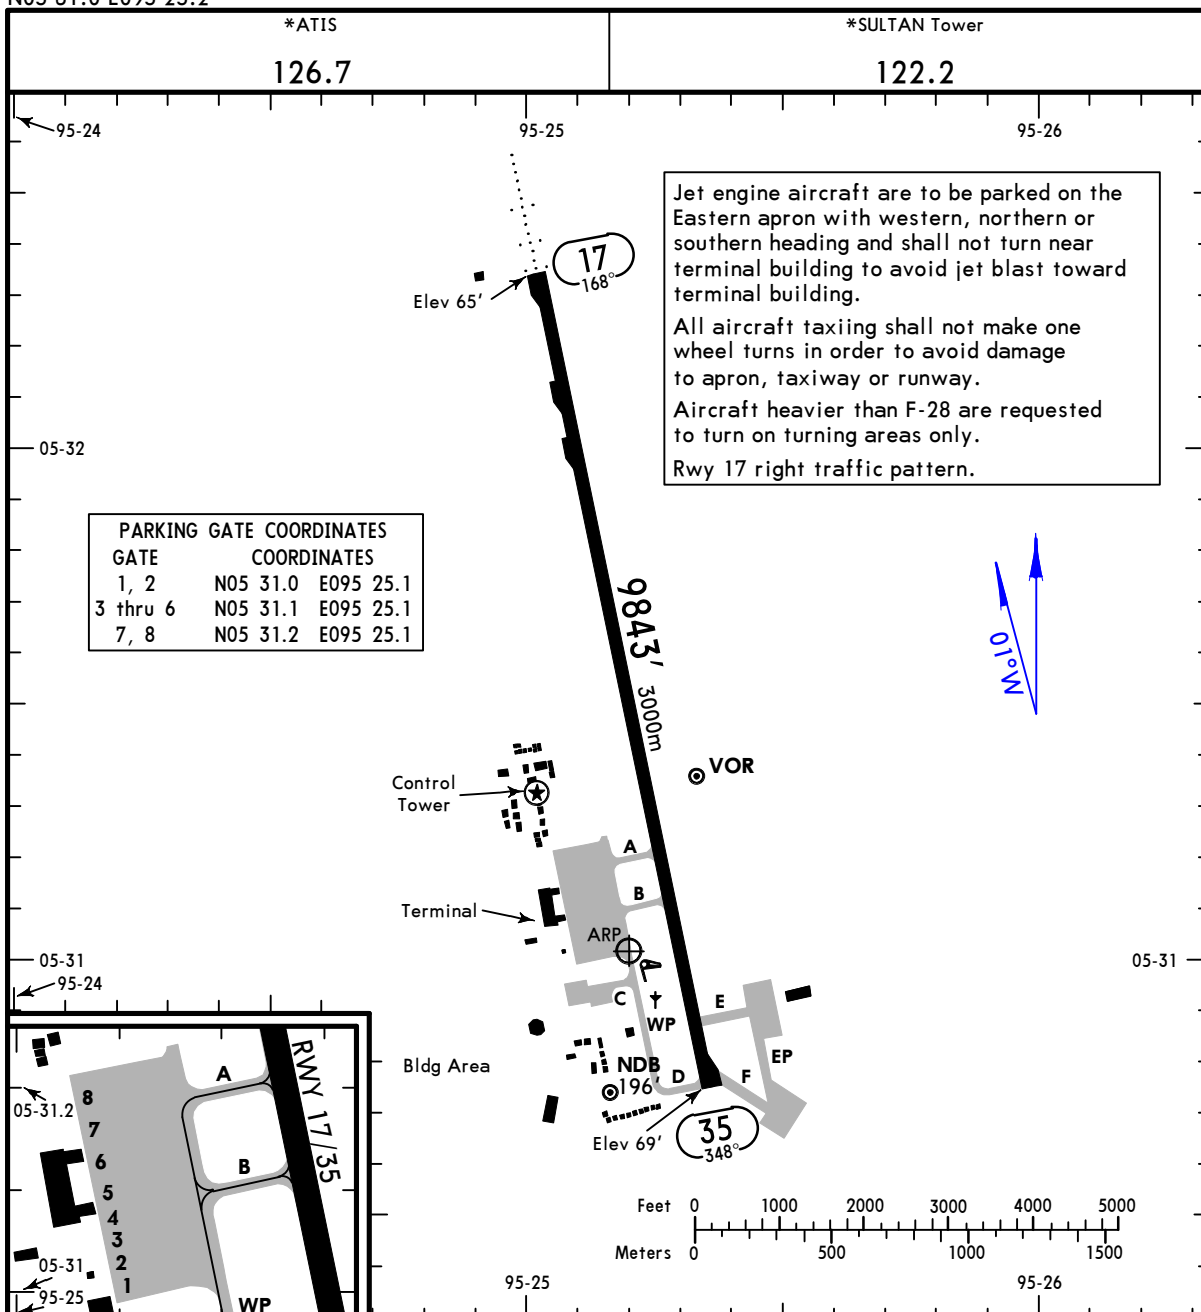 *ATIS
126.7
*SULTAN Tower
122.2
95-24
95-25
95-26
Jet engine aircraft are to be parked on the
Eastern apron with western, northern or
southern heading and shall not turn near
terminal building to avoid jet blast toward
terminal building.
All aircraft taxiing shall not make one
wheel turns in order to avoid damage
to apron, taxiway or runway.
Aircraft heavier than F-28 are requested
to turn on turning areas only.
Rwy 17 right traffic pattern.
17
168°
Elev 65'
05-32
PARKING GATE COORDINATES
GATE COORDINATES
1, 2 N05 31.0 E095 25.1
3 thru 6 N05 31.1 E095 25.1
7, 8 N05 31.2 E095 25.1
9843'
3000m
01°W
VOR
Control
Tower
A
B
Terminal
ARP
05-31
05-31
95-24
C
WP
E
EP
Bldg Area
NDB
196'
D
F
Elev 69'
35
348°
RWY 17/35
A
05-31.2
8
7
6
B
5
4
3
2
1
05-31
95-25
WP
Feet 0 1000 2000 3000 4000 5000
Meters 0 500 1000 1500
95-25
95-26